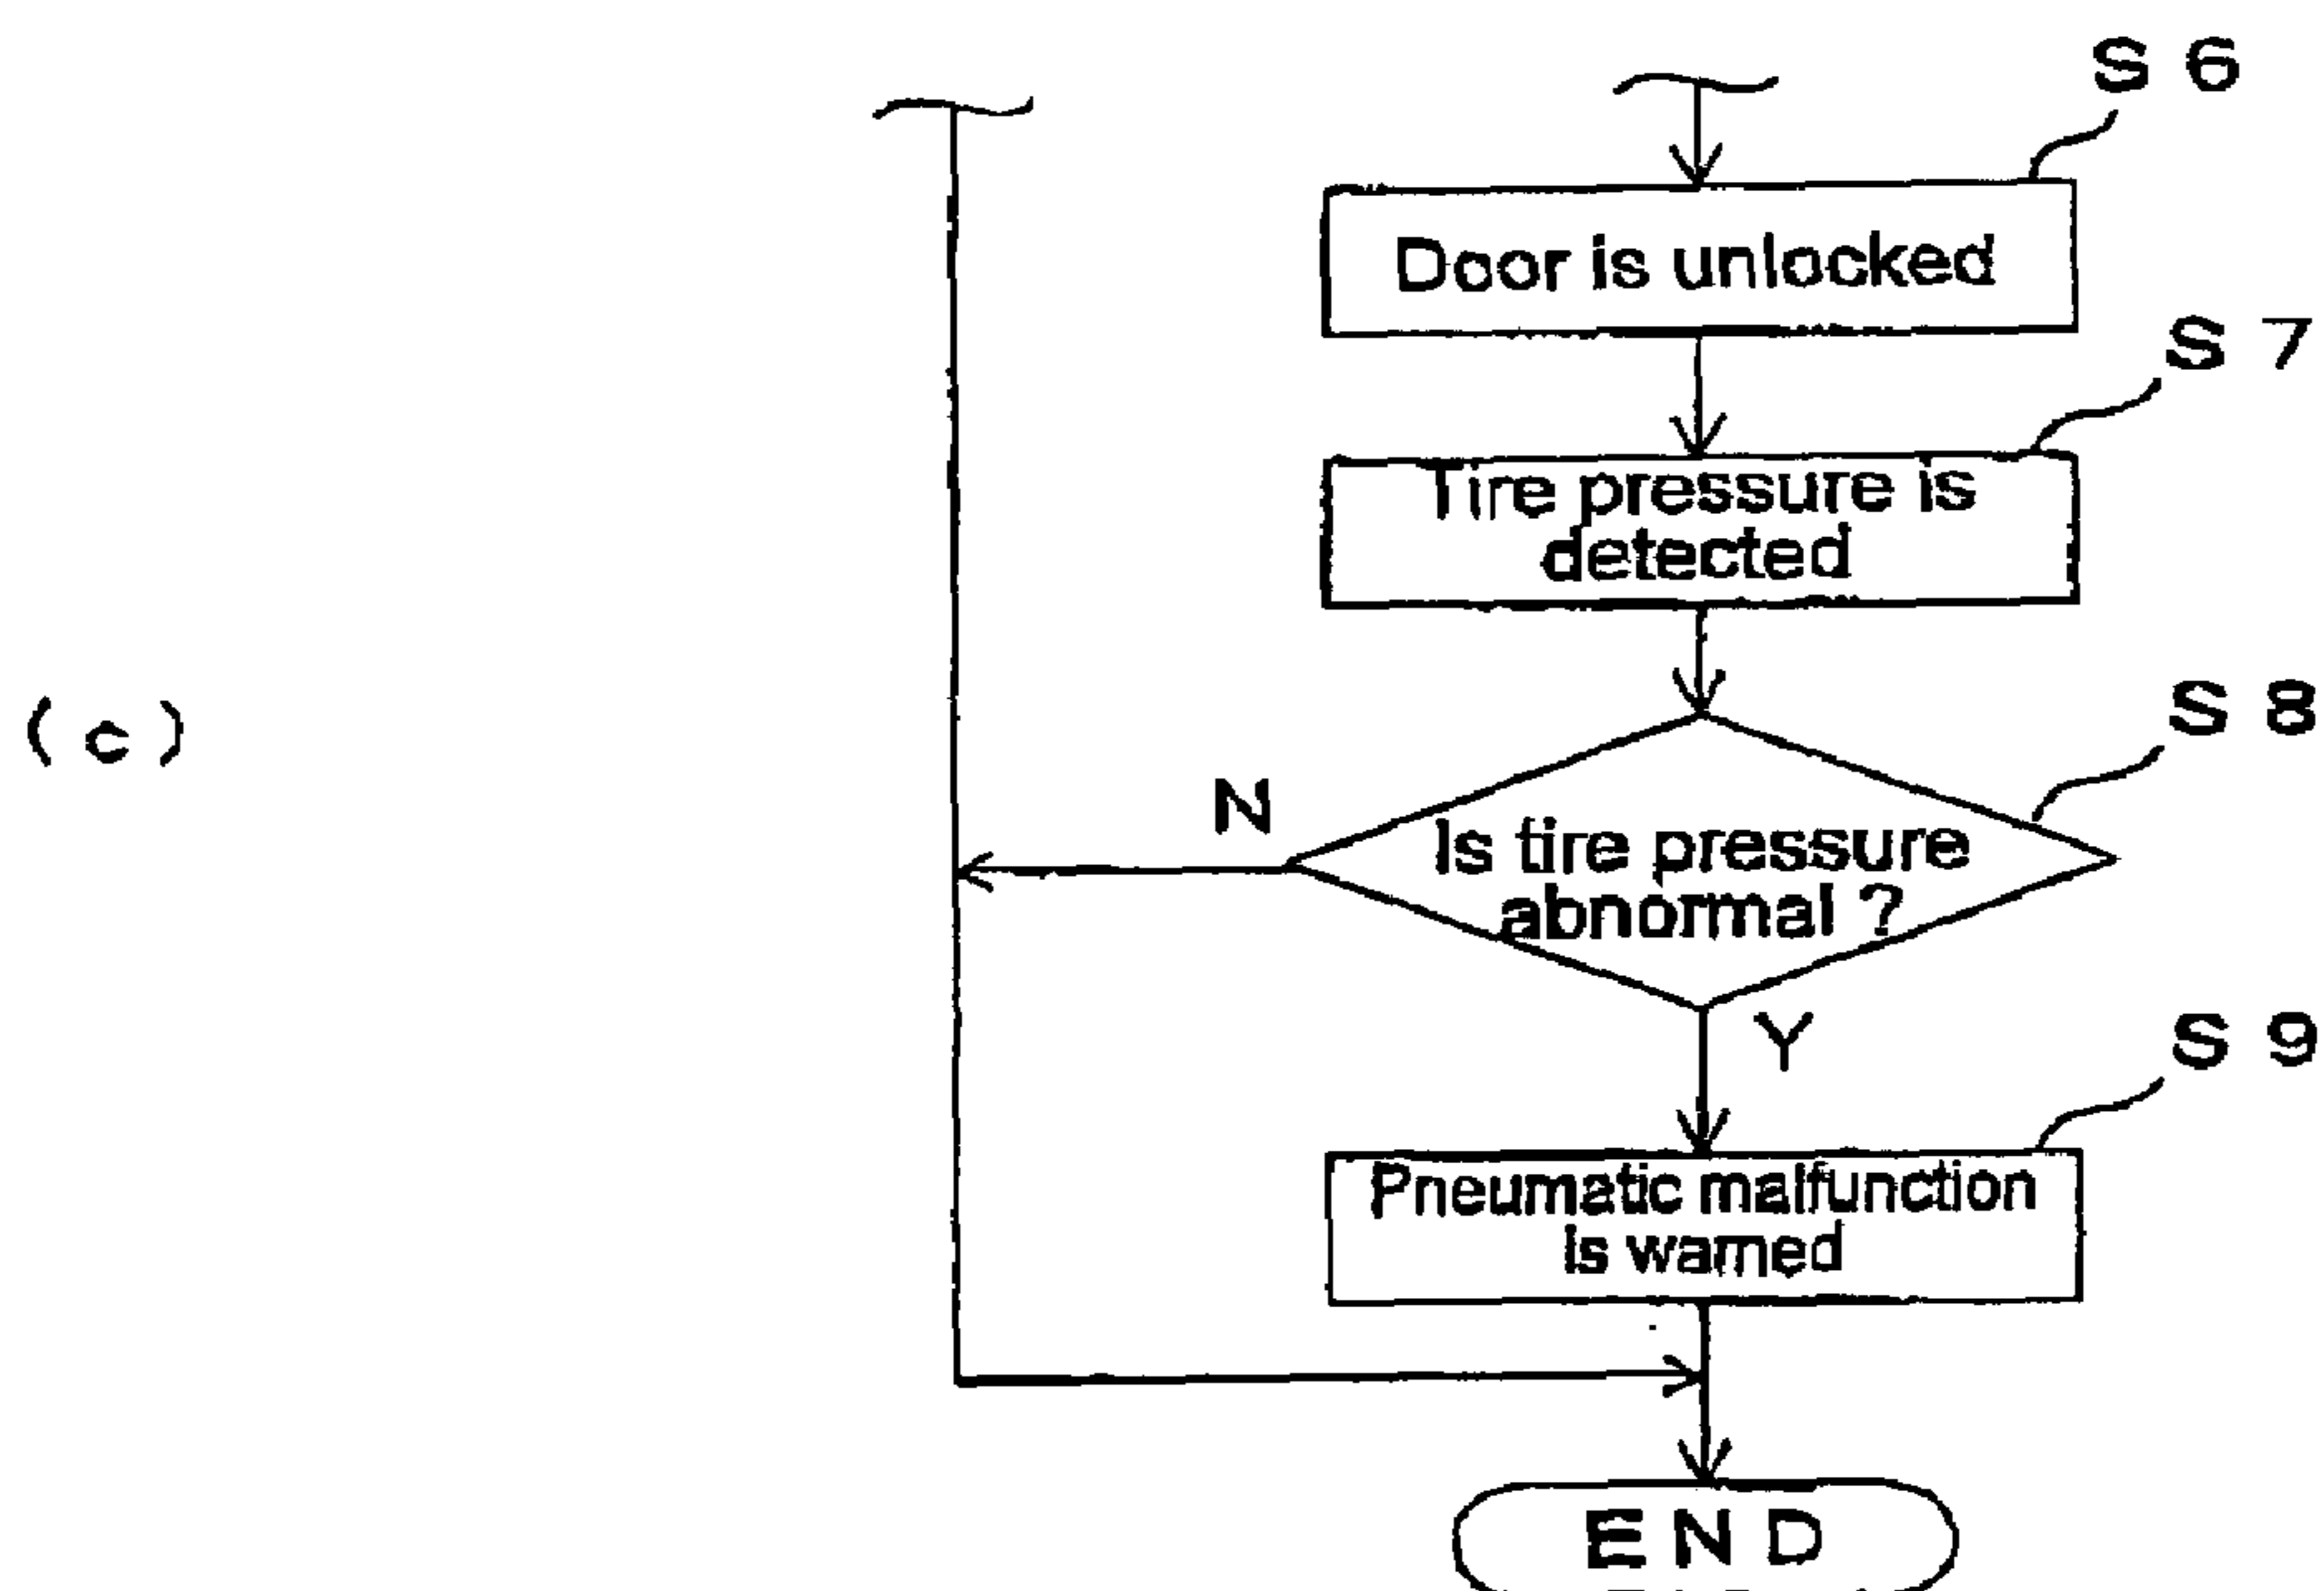 S 6
Door is unlocked
S 7
Tire pressure is
detected
(c)
S 8
N
Is tire pressure
abnormal ?
Y
S 9
Pneumatic malfunction
is warned
END